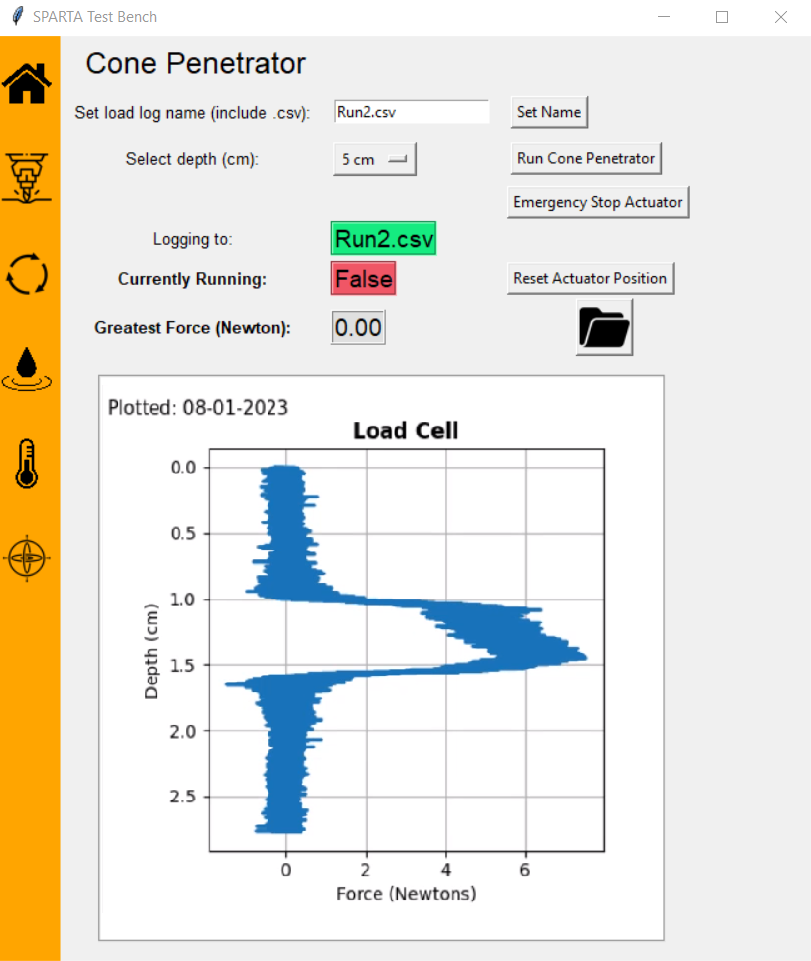 SPARTA Test Bench
Cone Penetrator
Set load log name (include .csv): Run2.csv Set Name
Select depth (cm): 5 cm Run Cone Penetrator
Emergency Stop Actuator
Logging to: Run2.csv
Currently Running: False Reset Actuator Position
Greatest Force (Newton): 0.00
Plotted: 08-01-2023
Load Cell
0.0
0.5
1.0
1.5
2.0
2.5
Depth (cm)
0 2 4 6
Force (Newtons)